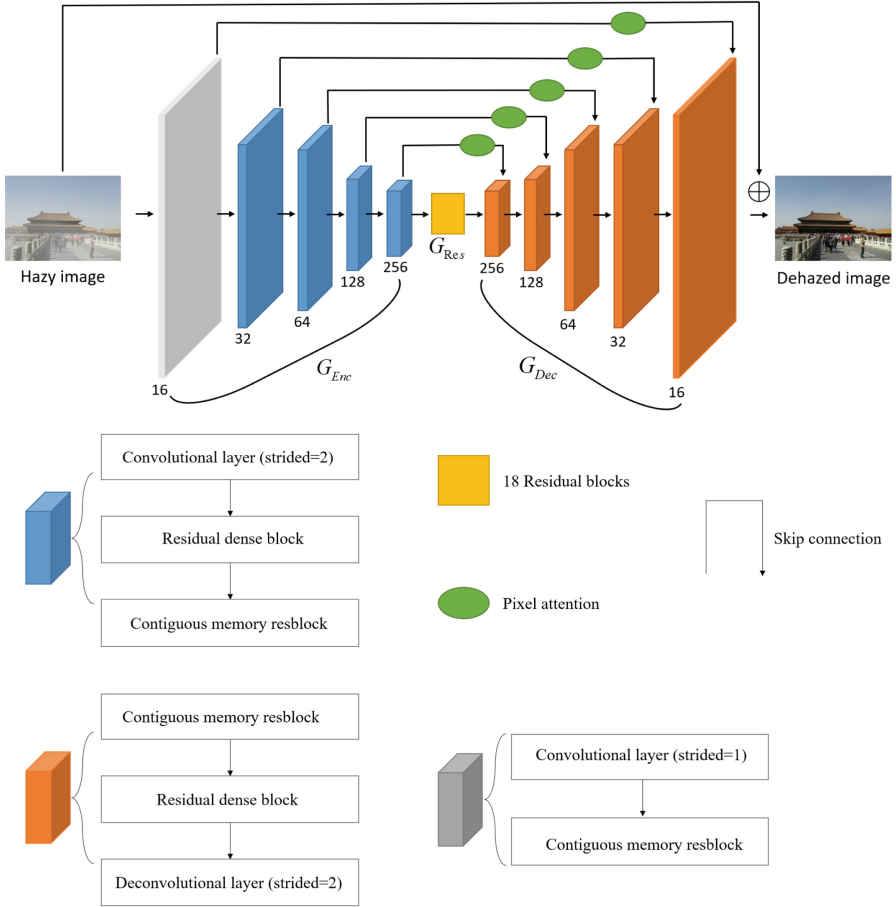 Hazy image
16
32
64
128
256
G_Enc
G_Res
256
128
64
32
16
G_Dec
Dehazed image
Convolutional layer (strided=2)
Residual dense block
Contiguous memory resblock
18 Residual blocks
Pixel attention
Skip connection
Contiguous memory resblock
Residual dense block
Deconvolutional layer (strided=2)
Convolutional layer (strided=1)
Contiguous memory resblock